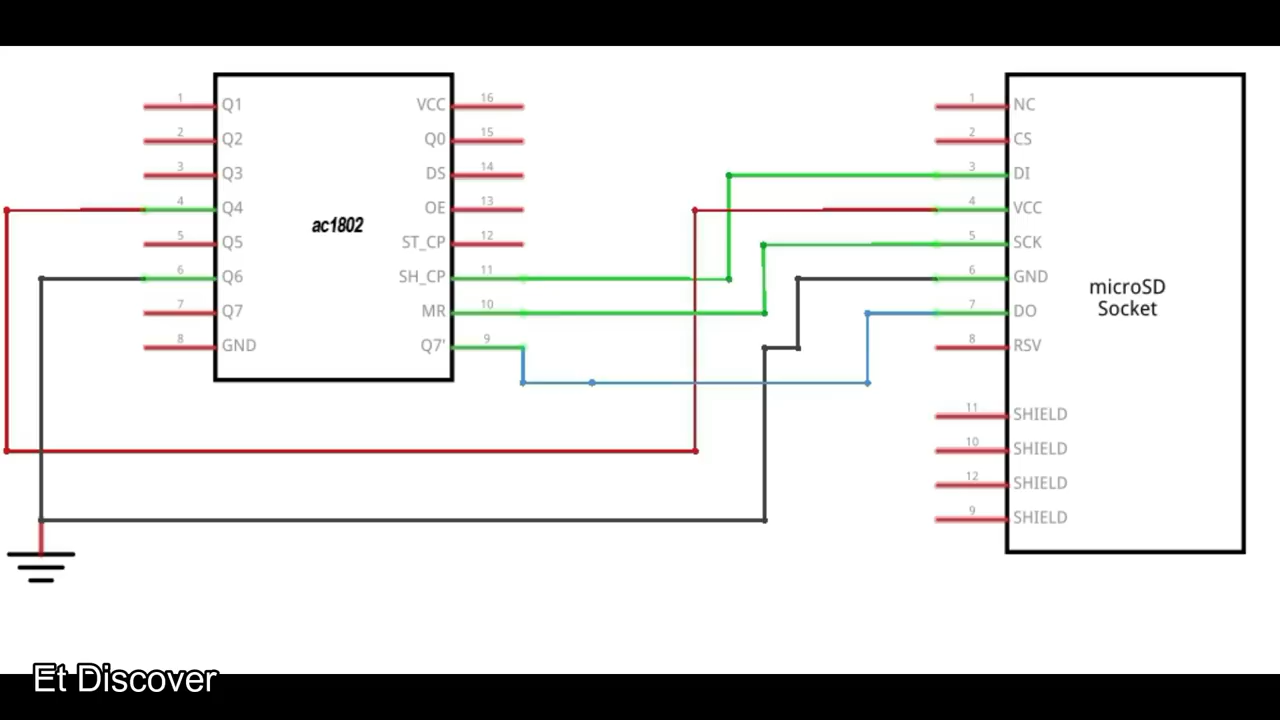 1 Q1
2 Q2
3 Q3
4 Q4
5 Q5
6 Q6
7 Q7
8 GND
ac1802
VCC 16
Q0 15
DS 14
OE 13
ST_CP 12
SH_CP 11
MR 10
Q7' 9
1 NC
2 CS
3 DI
4 VCC
5 SCK
6 GND
7 DO
8 RSV
11 SHIELD
10 SHIELD
12 SHIELD
9 SHIELD
microSD
Socket
Et Discover